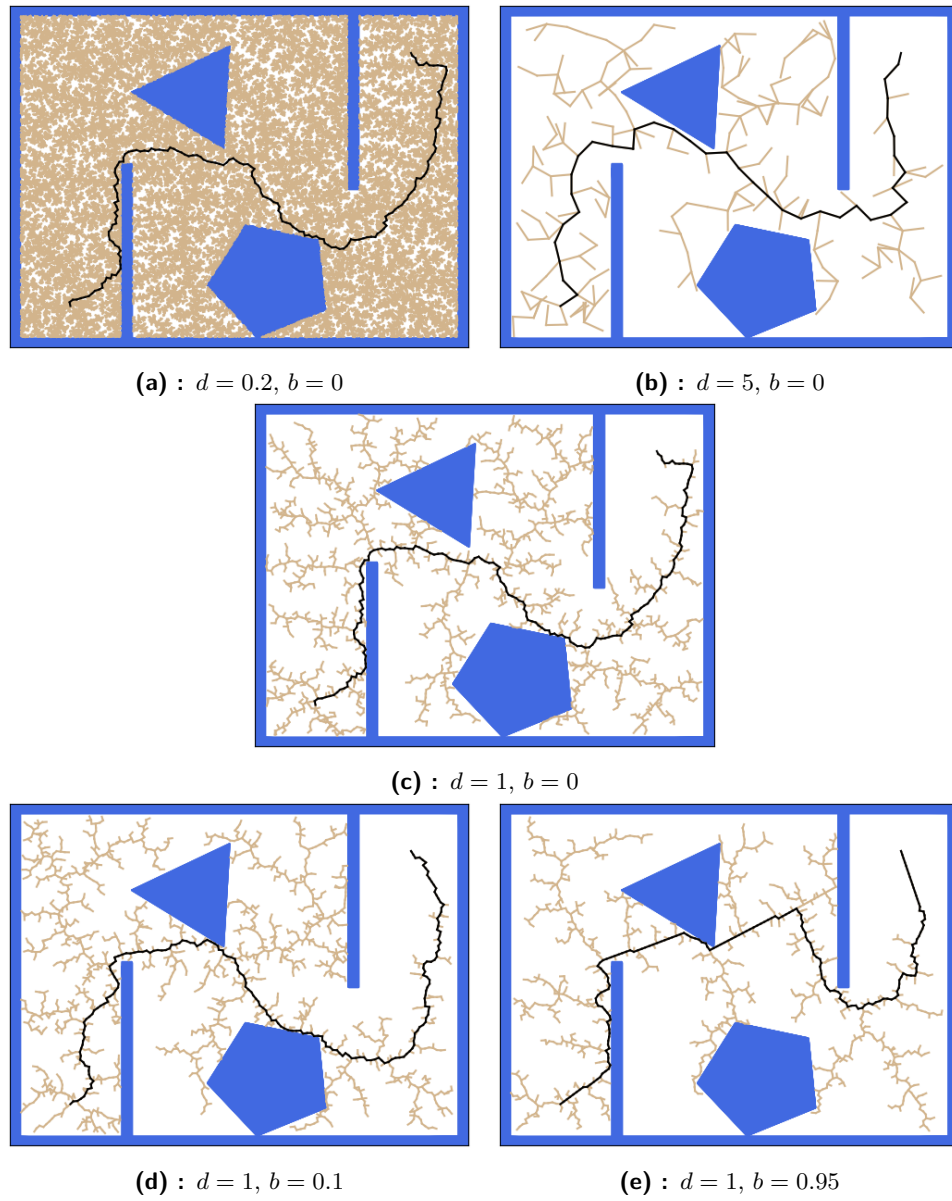 (a) : d = 0.2, b = 0
(b) : d = 5, b = 0
(c) : d = 1, b = 0
(d) : d = 1, b = 0.1
(e) : d = 1, b = 0.95